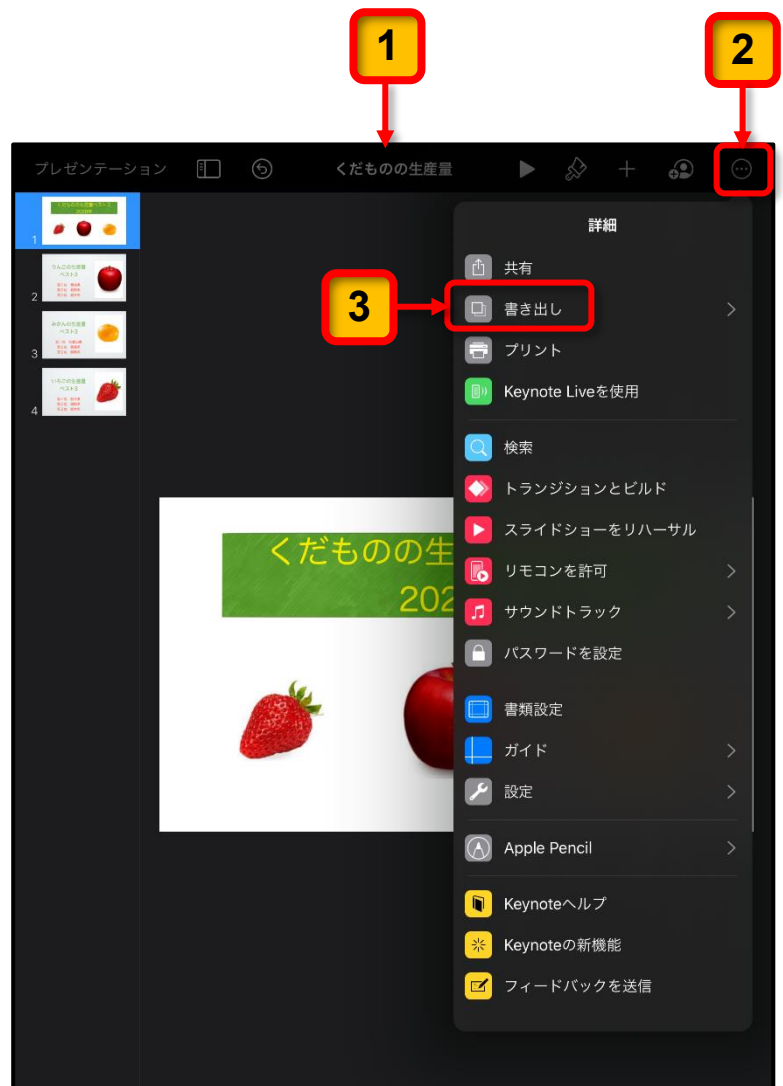 1
2
プレゼンテーション
くだものの生産量
詳細
共有
3
書き出し
プリント
Keynote Liveを使用
検索
トランジションとビルド
スライドショーをリハーサル
リモコンを許可
サウンドトラック
パスワードを設定
書類設定
ガイド
設定
Apple Pencil
Keynoteヘルプ
Keynoteの新機能
フィードバックを送信
1
2
りんごの生産量
ベスト3
3
みかんの生産量
ベスト3
4
いちごの生産量
ベスト3
くだものの生
202